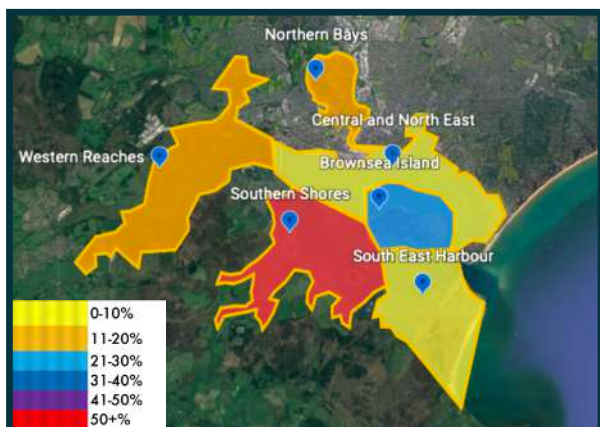 Northern Bays
Central and North East
Western Reaches
Brownsea Island
Southern Shores
South East Harbour
0-10%
11-20%
21-30%
31-40%
41-50%
50+%